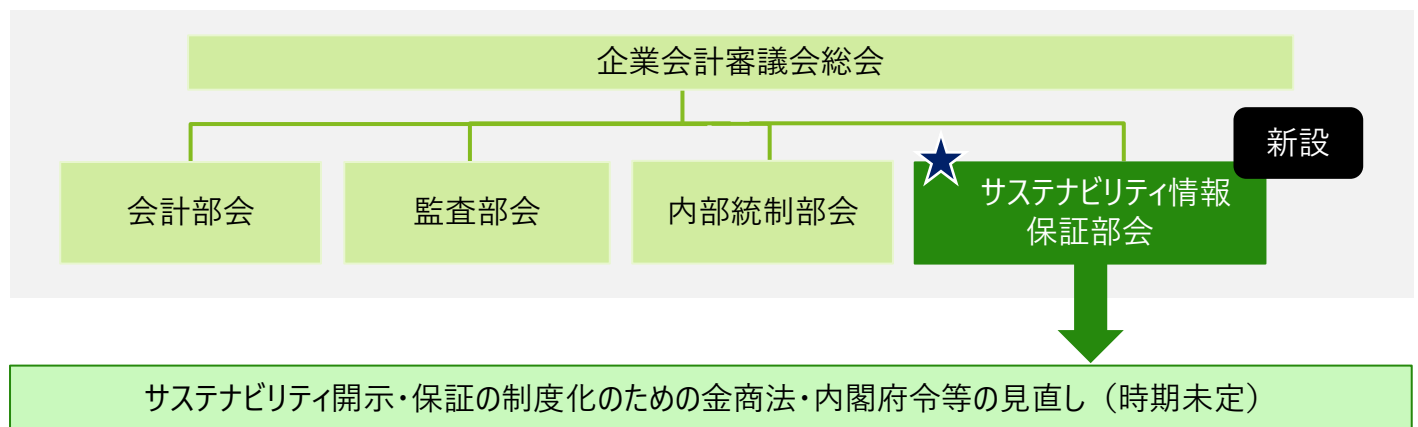 企業会計審議会総会
新設
会計部会
監査部会
内部統制部会
サステナビリティ情報
保証部会
サステナビリティ開示・保証の制度化のための金商法・内閣府令等の見直し（時期未定）